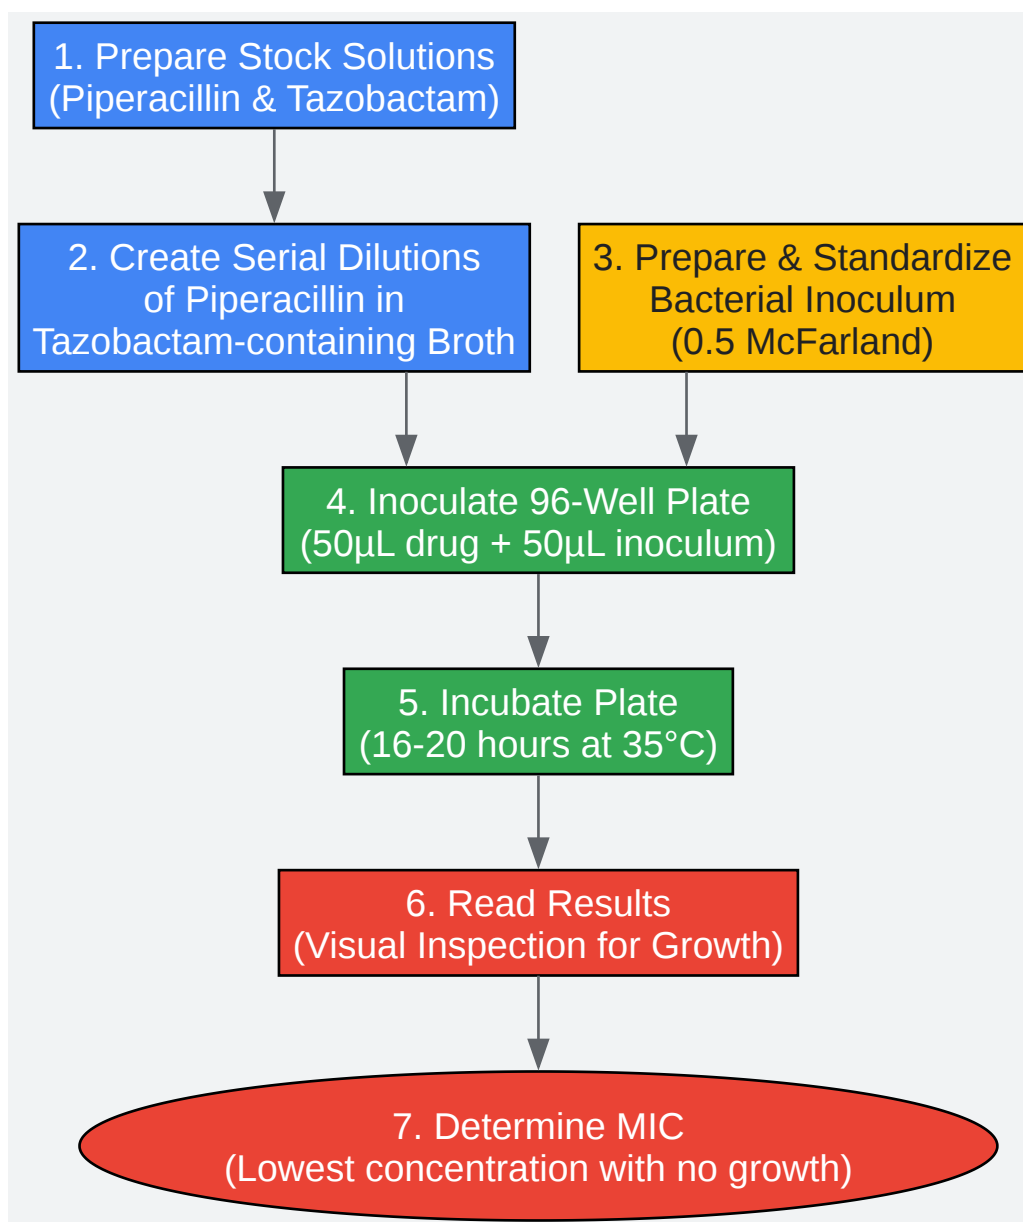 1. Prepare Stock Solutions
(Piperacillin & Tazobactam)
2. Create Serial Dilutions
of Piperacillin in
Tazobactam-containing Broth
3. Prepare & Standardize
Bacterial Inoculum
(0.5 McFarland)
4. Inoculate 96-Well Plate
(50µL drug + 50µL inoculum)
5. Incubate Plate
(16-20 hours at 35°C)
6. Read Results
(Visual Inspection for Growth)
7. Determine MIC
(Lowest concentration with no growth)